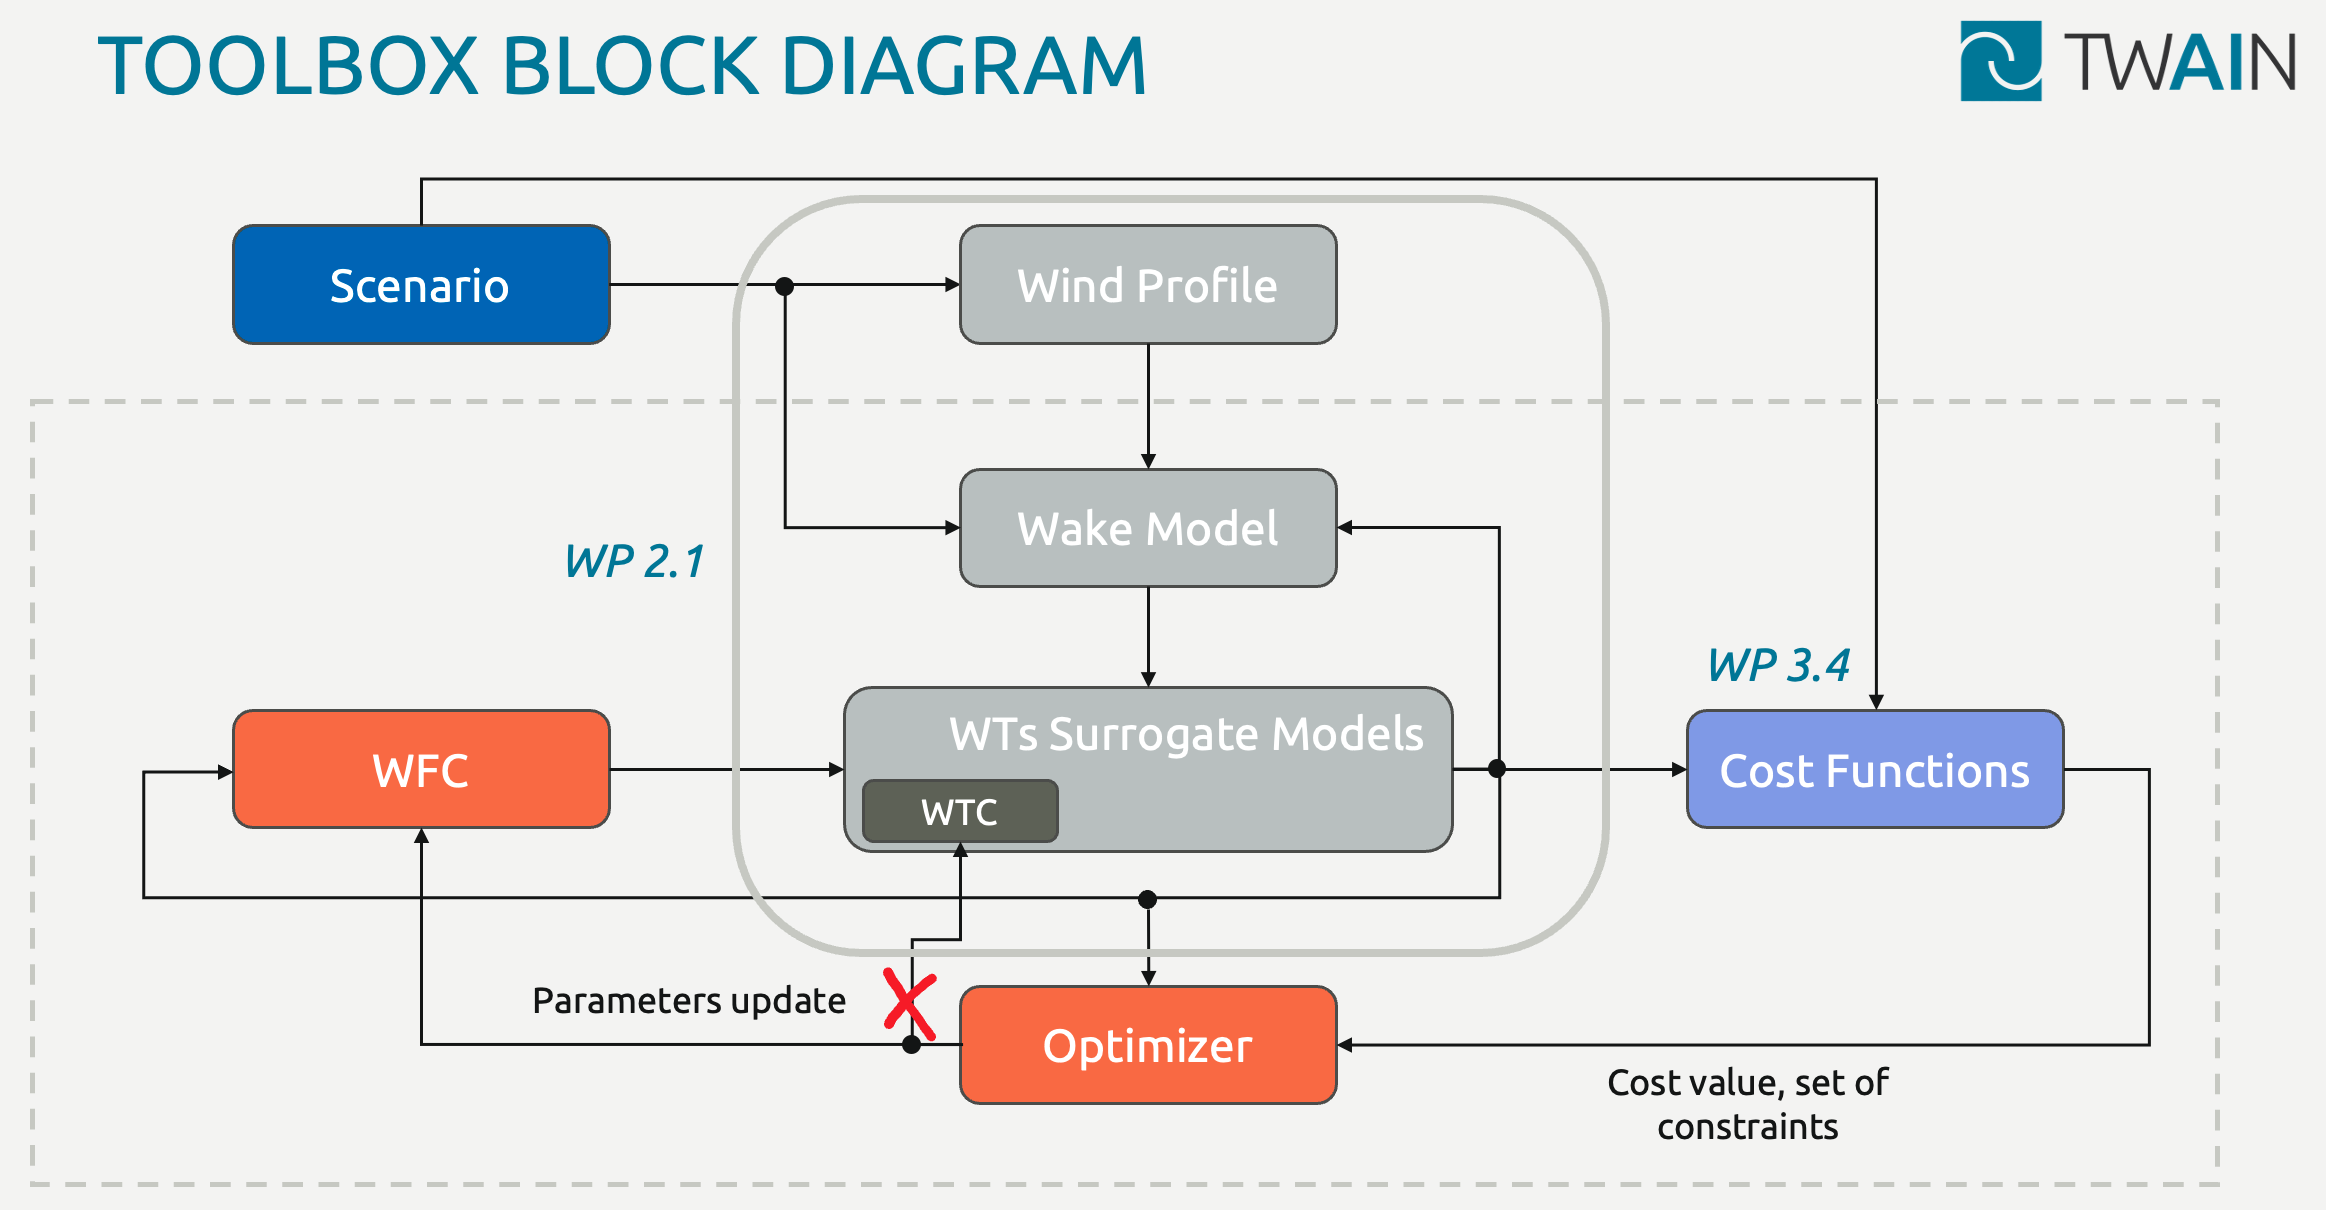 TOOLBOX BLOCK DIAGRAM
TWAIN
Scenario
Wind Profile
Wake Model
WP 2.1
WP 3.4
WTs Surrogate Models
WFC
Cost Functions
WTC
Parameters update
Optimizer
Cost value, set of
constraints